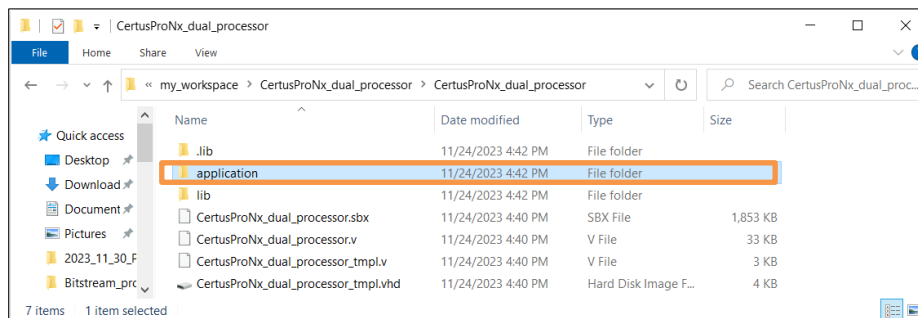 CertusProNx_dual_processor
File Home Share View
« my_workspace > CertusProNx_dual_processor > CertusProNx_dual_processor
Search CertusProNx_dual_proc...
Name Date modified Type Size
Quick access
Desktop
Download
Document
Pictures
2023_11_30_F
Bitstream_prc
.lib 11/24/2023 4:42 PM File folder
application 11/24/2023 4:42 PM File folder
lib 11/24/2023 4:42 PM File folder
CertusProNx_dual_processor.sbx 11/24/2023 4:40 PM SBX File 1,853 KB
CertusProNx_dual_processor.v 11/24/2023 4:40 PM V File 33 KB
CertusProNx_dual_processor_tmpl.v 11/24/2023 4:40 PM V File 3 KB
CertusProNx_dual_processor_tmpl.vhd 11/24/2023 4:40 PM Hard Disk Image F... 4 KB
7 items 1 item selected